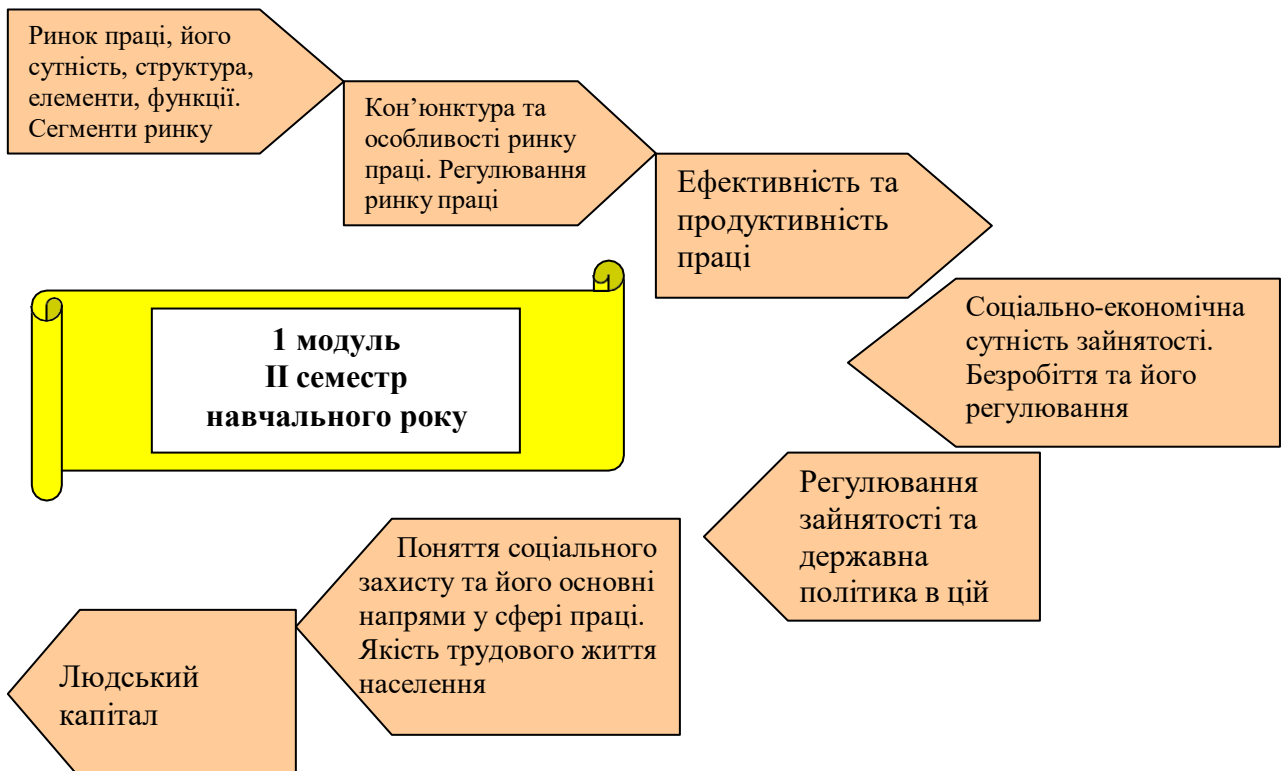 Ринок праці, його
сутність, структура,
елементи, функції.
Сегменти ринку
Кон’юнктура та
особливості ринку
праці. Регулювання
ринку праці
Ефективність та
продуктивність
праці
Соціально-економічна
сутність зайнятості.
Безробіття та його
регулювання
1 модуль
ІІ семестр
навчального року
Регулювання
зайнятості та
державна
політика в цій
Поняття соціального
захисту та його основні
напрями у сфері праці.
Якість трудового життя
населення
Людський
капітал